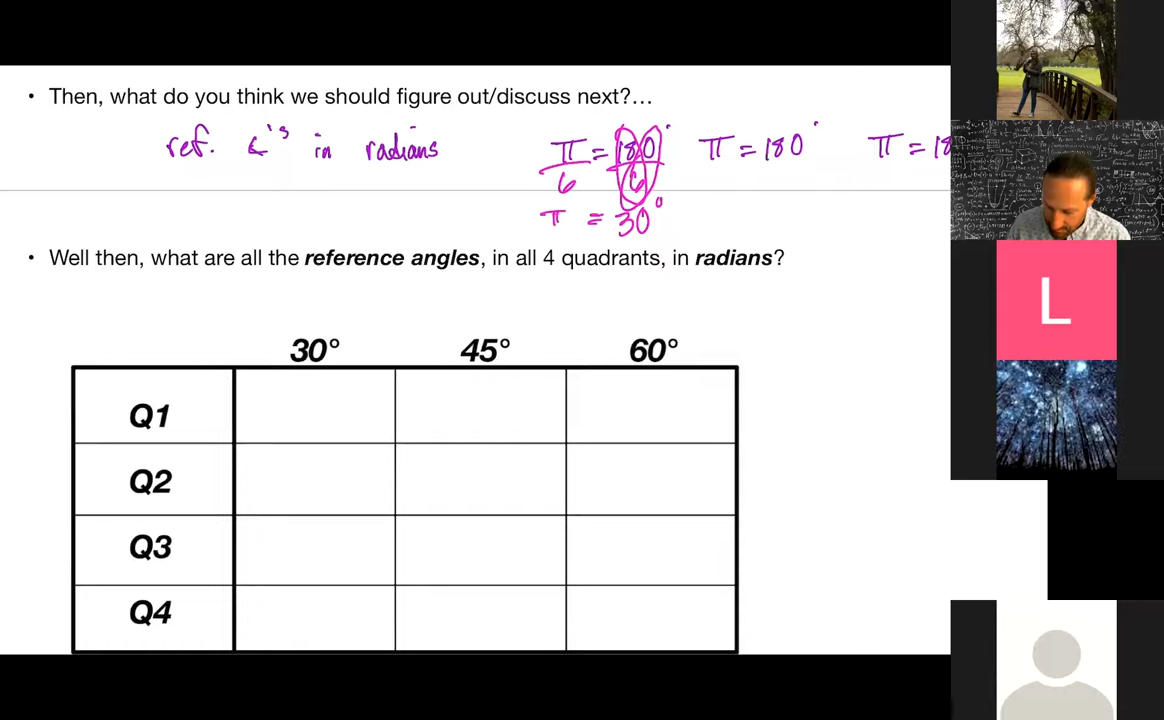 • Then, what do you think we should figure out/discuss next?…
ref. ∠'s in radians
π = 180° π = 180° π = 18
6 6
π = 30°
• Well then, what are all the reference angles, in all 4 quadrants, in radians?
30° 45° 60°
Q1
Q2
Q3
Q4
L